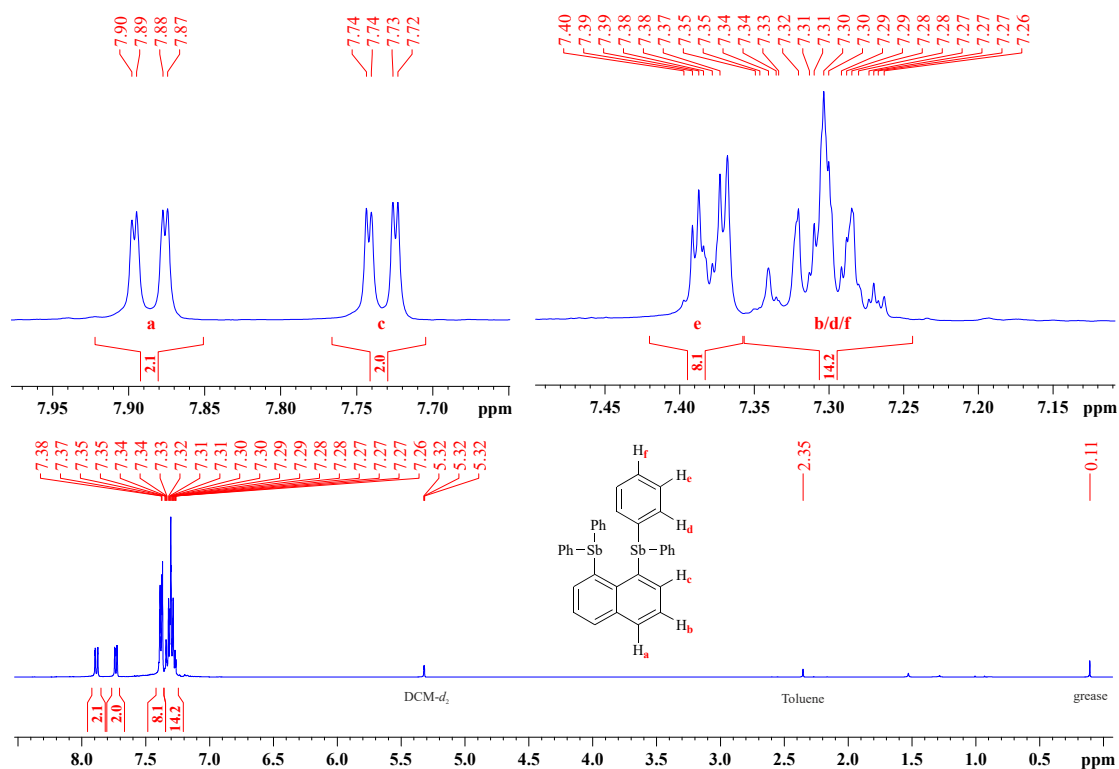 7.90 7.89 7.88 7.87 7.74 7.74 7.73 7.72
7.40 7.39 7.39 7.38 7.38 7.37 7.35 7.35 7.34 7.34 7.33 7.32 7.31 7.31 7.30 7.30 7.29 7.29 7.28 7.28 7.27 7.27 7.27 7.26
a c
2.1 2.0
7.95 7.90 7.85 7.80 7.75 7.70 ppm
e b/d/f
8.1 14.2
7.45 7.40 7.35 7.30 7.25 7.20 7.15 ppm
7.38 7.37 7.35 7.35 7.34 7.34 7.33 7.32 7.31 7.31 7.30 7.30 7.29 7.29 7.28 7.28 7.27 7.27 7.27 7.26 5.32 5.32 5.32
2.35
0.11
Hf
He
Hd
Ph
Ph Sb Sb Ph
Hc
Hb
Ha
DCM-d2 Toluene grease
2.1 2.0 8.1 14.2
8.0 7.5 7.0 6.5 6.0 5.5 5.0 4.5 4.0 3.5 3.0 2.5 2.0 1.5 1.0 0.5 ppm